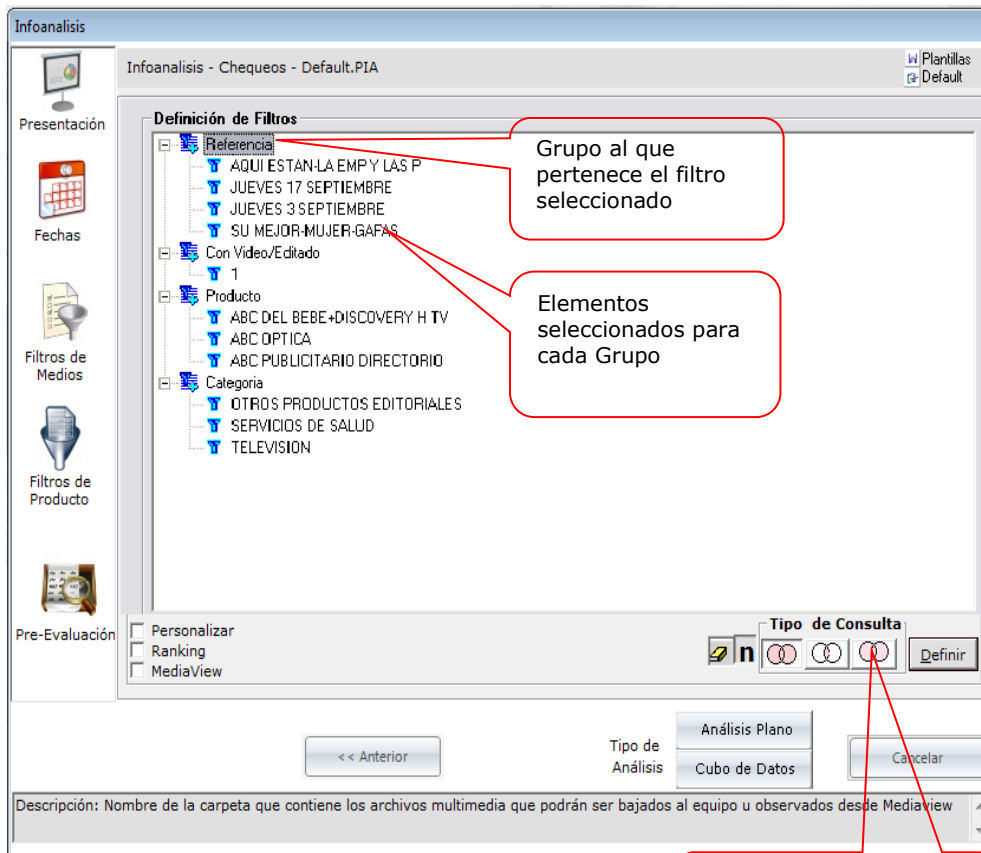 Infoanalisis
Infoanalisis - Chequeos - Default.PIA
Plantillas
Default
Presentación
Fechas
Filtros de
Medios
Filtros de
Producto
Pre-Evaluación
Definición de Filtros
Referencia
AQUI ESTAN-LA EMP Y LAS P
JUEVES 17 SEPTIEMBRE
JUEVES 3 SEPTIEMBRE
SU MEJOR-MUJER-GAFAS
Con Video/Editado
1
Producto
ABC DEL BEBE+DISCOVERY H TV
ABC OPTICA
ABC PUBLICITARIO DIRECTORIO
Categoria
OTROS PRODUCTOS EDITORIALES
SERVICIOS DE SALUD
TELEVISION
Grupo al que
pertenece el filtro
seleccionado
Elementos
seleccionados para
cada Grupo
Personalizar
Ranking
MediaView
n
Tipo de Consulta
Definir
<< Anterior
Tipo de
Análisis
Análisis Plano
Cubo de Datos
Cancelar
Descripción: Nombre de la carpeta que contiene los archivos multimedia que podrán ser bajados al equipo u observados desde Mediaview